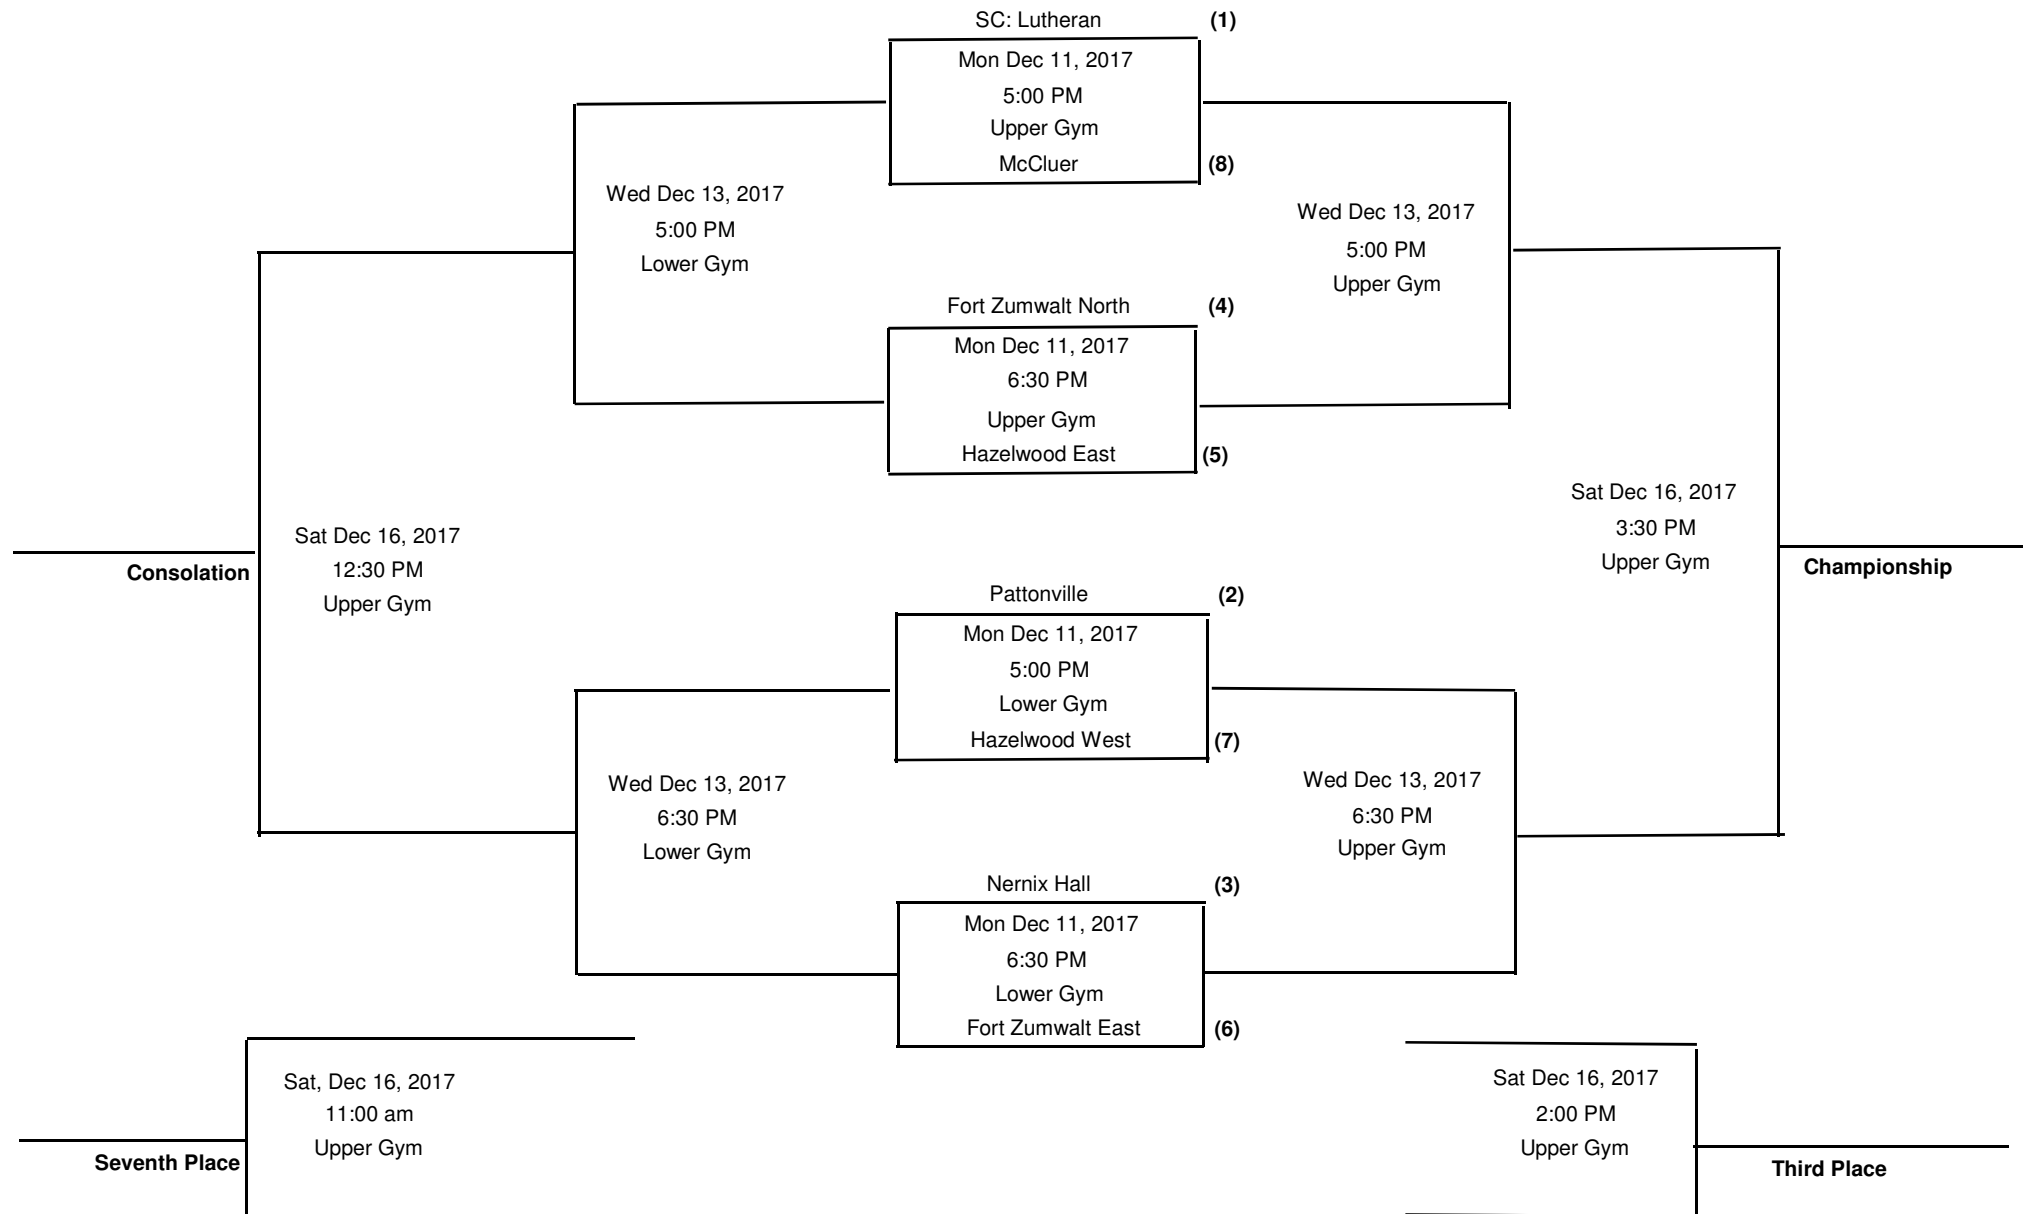 SC: Lutheran (1)
Mon Dec 11, 2017
5:00 PM
Upper Gym
McCluer (8)
Wed Dec 13, 2017
5:00 PM
Lower Gym
Wed Dec 13, 2017
5:00 PM
Upper Gym
Fort Zumwalt North (4)
Mon Dec 11, 2017
6:30 PM
Upper Gym
Hazelwood East (5)
Sat Dec 16, 2017
12:30 PM
Upper Gym
Consolation
Sat Dec 16, 2017
3:30 PM
Upper Gym
Championship
Pattonville (2)
Mon Dec 11, 2017
5:00 PM
Lower Gym
Hazelwood West (7)
Wed Dec 13, 2017
6:30 PM
Lower Gym
Wed Dec 13, 2017
6:30 PM
Upper Gym
Nernix Hall (3)
Mon Dec 11, 2017
6:30 PM
Lower Gym
Fort Zumwalt East (6)
Sat, Dec 16, 2017
11:00 am
Upper Gym
Seventh Place
Sat Dec 16, 2017
2:00 PM
Upper Gym
Third Place